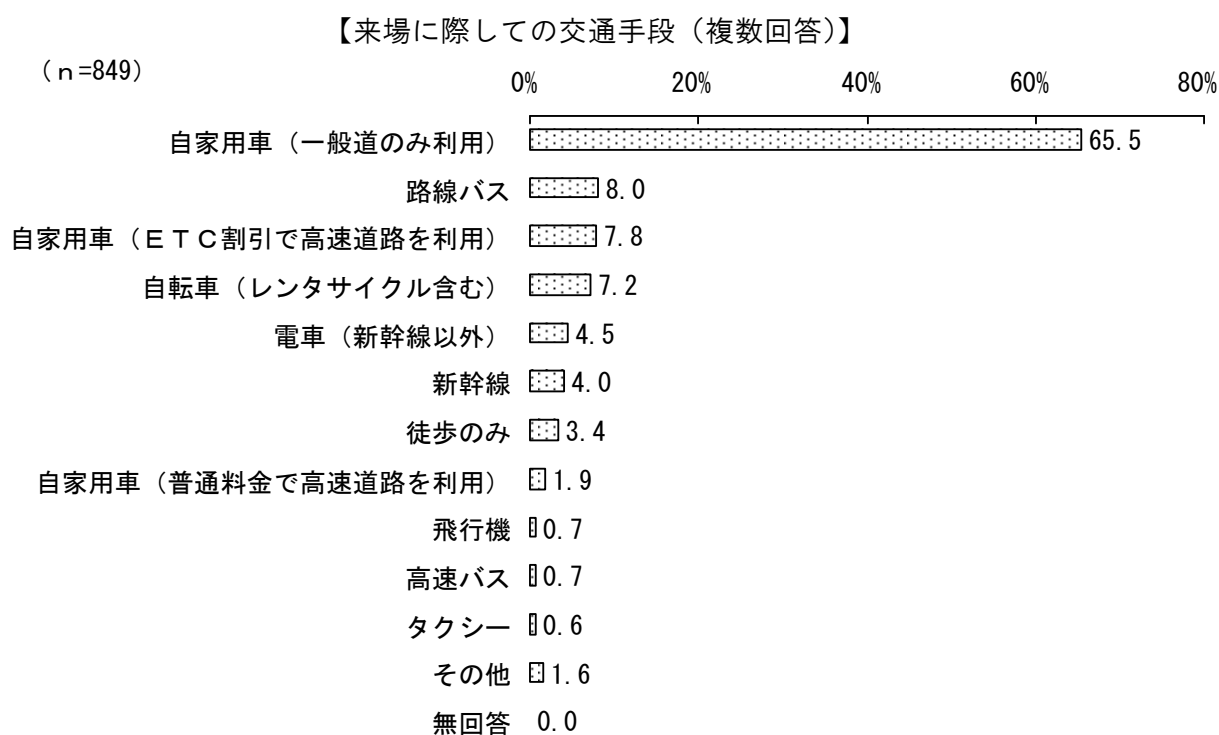 【来場に際しての交通手段（複数回答）】
（ｎ=849）
0% 20% 40% 60% 80%
自家用車（一般道のみ利用） 65.5
路線バス 8.0
自家用車（ＥＴＣ割引で高速道路を利用） 7.8
自転車（レンタサイクル含む） 7.2
電車（新幹線以外） 4.5
新幹線 4.0
徒歩のみ 3.4
自家用車（普通料金で高速道路を利用） 1.9
飛行機 0.7
高速バス 0.7
タクシー 0.6
その他 1.6
無回答 0.0